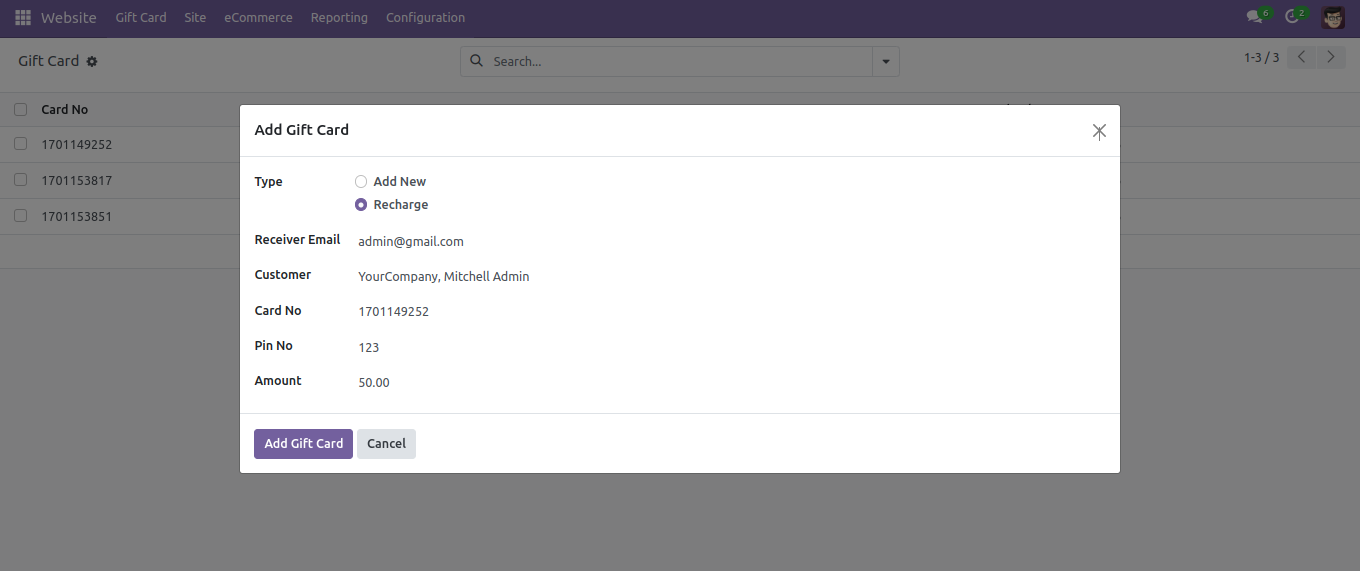 Website Gift Card Site eCommerce Reporting Configuration 6 2
Gift Card Search... 1-3 / 3
Card No
Add Gift Card
1701149252
Type Add New
1701153817
Recharge
1701153851
Receiver Email admin@gmail.com
Customer YourCompany, Mitchell Admin
Card No 1701149252
Pin No 123
Amount 50.00
Add Gift Card Cancel